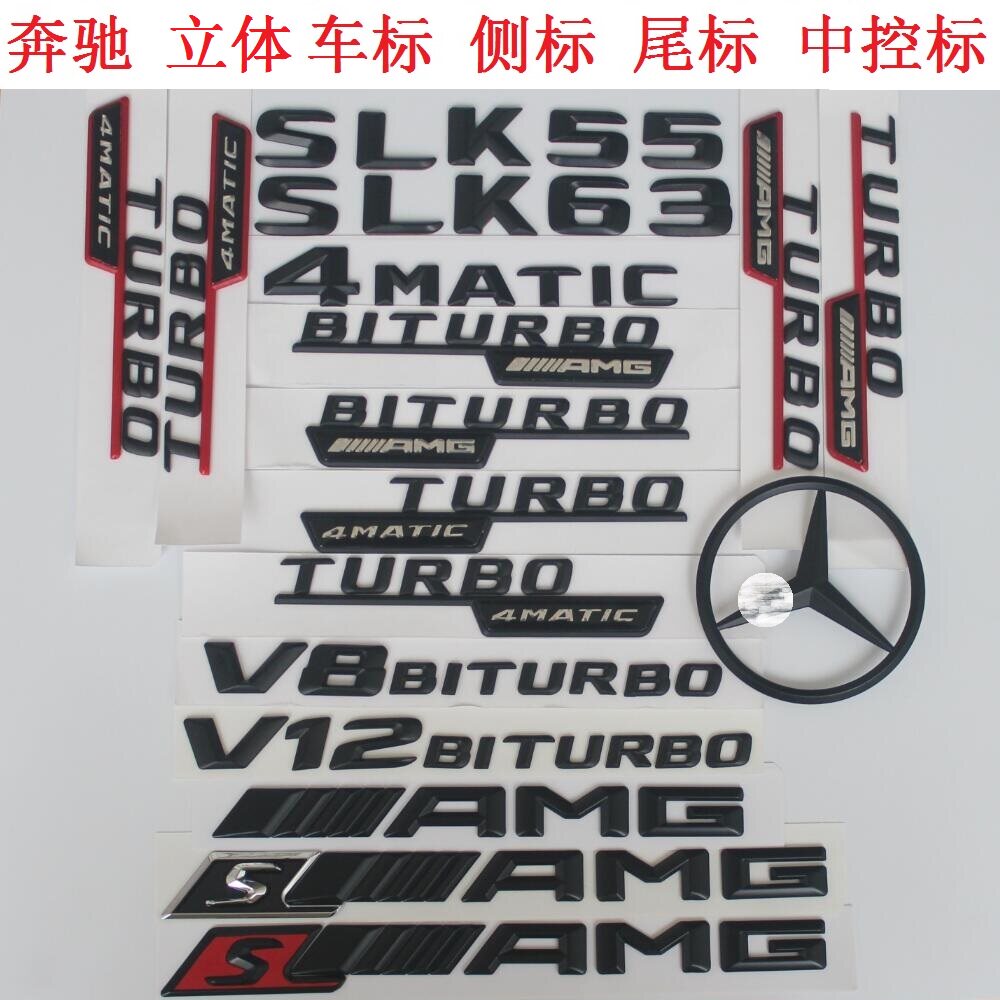 奔驰 立体车标 侧标 尾标 中控标
4MATIC
TURBO
TURBO
4MATIC
SLK55
SLK63
4MATIC
BITURBO
AMG
BITURBO
AMG
TURBO
4MATIC
TURBO
4MATIC
AMG
TURBO
TURBO
AMG
V8BITURBO
V12BITURBO
AMG
S AMG
S AMG